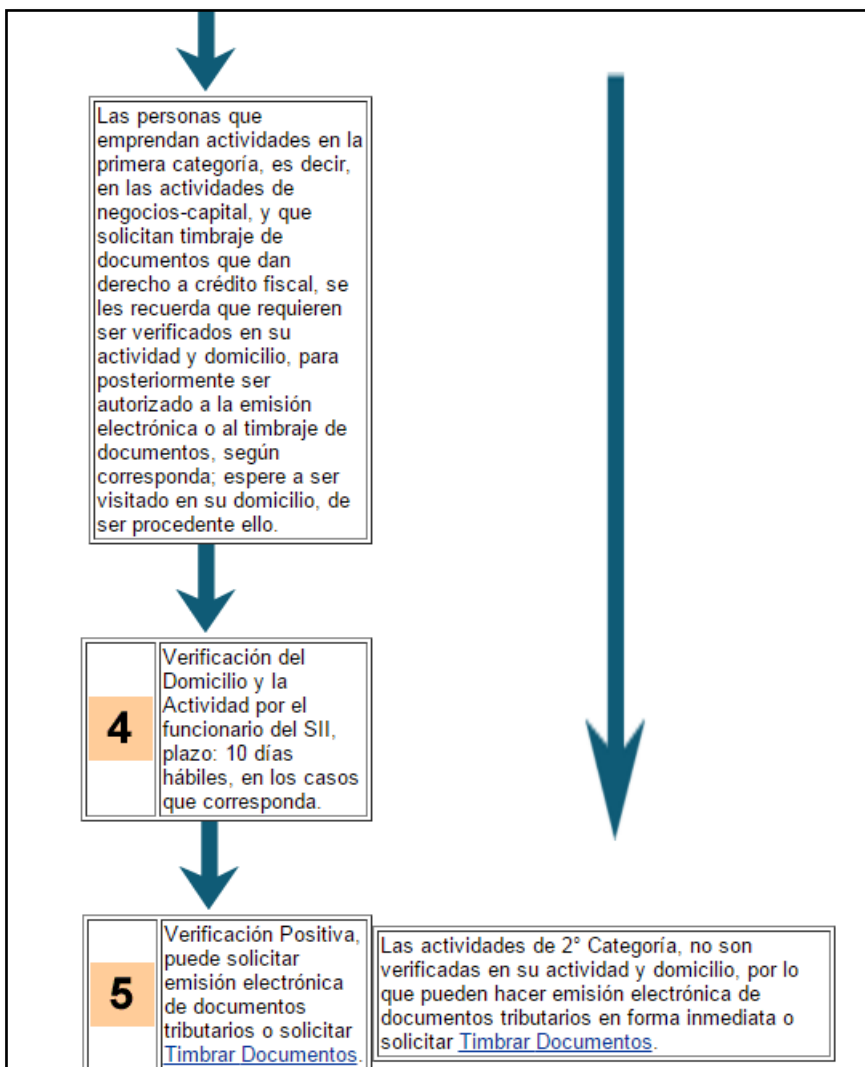 Las personas que
emprendan actividades en la
primera categoría, es decir,
en las actividades de
negocios-capital, y que
solicitan timbraje de
documentos que dan
derecho a crédito fiscal, se
les recuerda que requieren
ser verificados en su
actividad y domicilio, para
posteriormente ser
autorizado a la emisión
electrónica o al timbraje de
documentos, según
corresponda; espere a ser
visitado en su domicilio, de
ser procedente ello.
4
Verificación del
Domicilio y la
Actividad por el
funcionario del SII,
plazo: 10 días
hábiles, en los casos
que corresponda.
5
Verificación Positiva,
puede solicitar
emisión electrónica
de documentos
tributarios o solicitar
Timbrar Documentos.
Las actividades de 2° Categoría, no son
verificadas en su actividad y domicilio, por lo
que pueden hacer emisión electrónica de
documentos tributarios en forma inmediata o
solicitar Timbrar Documentos.